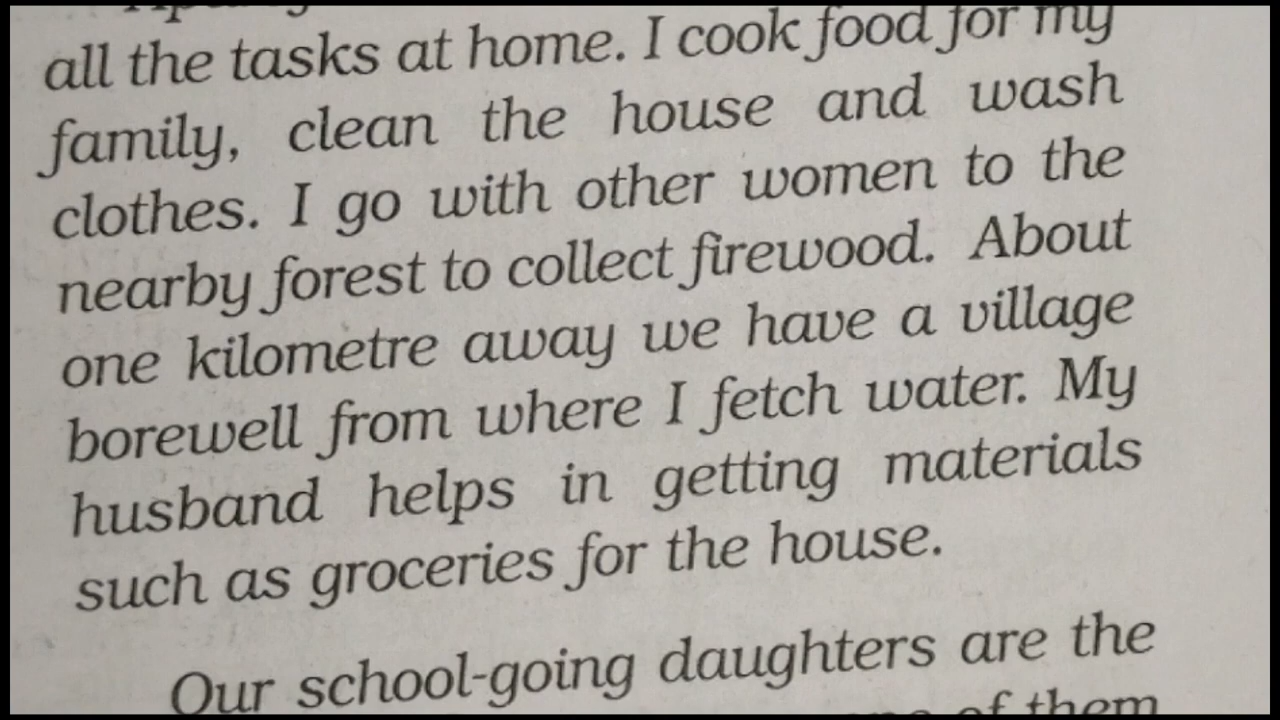 all the tasks at home. I cook food for my
family, clean the house and wash
clothes. I go with other women to the
nearby forest to collect firewood. About
one kilometre away we have a village
borewell from where I fetch water. My
husband helps in getting materials
such as groceries for the house.
Our school-going daughters are the
of them